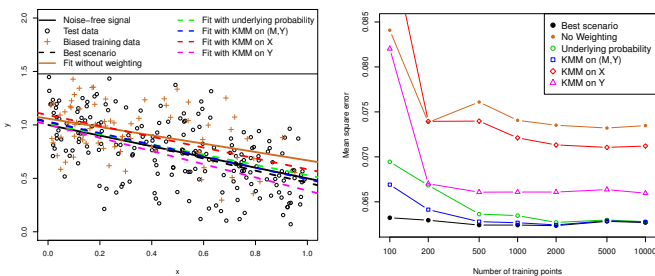 Noise-free signal
Test data
Biased training data
Best scenario
Fit without weighting
Fit with underlying probability
Fit with KMM on (M,Y)
Fit with KMM on X
Fit with KMM on Y
2.0
1.5
1.0
0.5
0.0
y
0.0 0.2 0.4 0.6 0.8 1.0
x
Best scenario
No Weighting
Underlying probability
KMM on (M,Y)
KMM on X
KMM on Y
0.085
0.080
0.075
0.070
0.065
Mean square error
100 200 500 1000 2000 5000 10000
Number of training points